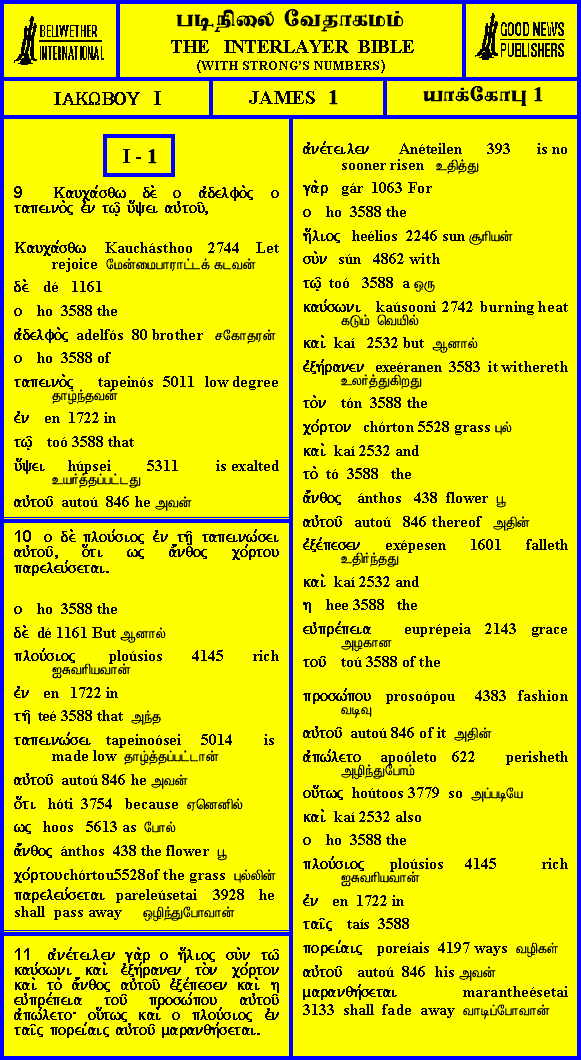 BELLWETHER
INTERNATIONAL
படிநிலை வேதாகமம்
THE INTERLAYER BIBLE
(WITH STRONG'S NUMBERS)
GOOD NEWS
PUBLISHERS
ΙΑΚΩΒΟΥ I
JAMES 1
யாக்கோபு 1
I - 1
9 Καυχάσθω δὲ ο ἀδελφὸς ο
ταπεινὸς ἐν τῷ ὕψει αὐτοῦ,
Καυχάσθω Kauchásthoo 2744 Let
rejoice மேன்மைபாராட்டக் கடவன்
δὲ dé 1161
ο ho 3588 the
ἀδελφὸς adelfós 80 brother சகோதரன்
ο ho 3588 of
ταπεινὸς tapeinós 5011 low degree
தாழ்ந்தவன்
ἐν en 1722 in
τῷ toó 3588 that
ὕψει húpsei 5311 is exalted
உயர்த்தப்பட்டது
αὐτοῦ autoú 846 he அவன்
10 ο δὲ πλούσιος ἐν τῇ ταπεινώσει
αὐτοῦ, ὅτι ως ἄνθος χόρτου
παρελεύσεται.
ο ho 3588 the
δὲ dé 1161 But ஆனால்
πλούσιος ploúsios 4145 rich
ஐசுவரியவான்
ἐν en 1722 in
τῇ teé 3588 that அந்த
ταπεινώσει tapeinoósei 5014 is
made low தாழ்த்தப்பட்டான்
αὐτοῦ autoú 846 he அவன்
ὅτι hóti 3754 because ஏனெனில்
ως hoos 5613 as போல்
ἄνθος ánthos 438 the flower பூ
χόρτου chórtou5528of the grass புல்லின்
παρελεύσεται pareleúsetai 3928 he
shall pass away ஒழிந்துபோவான்
11 ἀνέτειλεν γὰρ ο ἥλιος σὺν τῷ
καύσωνι καὶ ἐξήρανεν τὸν χόρτον
καὶ τὸ ἄνθος αὐτοῦ ἐξέπεσεν καὶ η
εὐπρέπεια τοῦ προσώπου αὐτοῦ
ἀπώλετο· οὕτως καὶ ο πλούσιος ἐν
ταῖς πορείαις αὐτοῦ μαρανθήσεται.
ἀνέτειλεν Anéteilen 393 is no
sooner risen உதித்து
γὰρ gár 1063 For
ο ho 3588 the
ἥλιος heélios 2246 sun சூரியன்
σὺν sún 4862 with
τῷ toó 3588 a ஒரு
καύσωνι kaúsooni 2742 burning heat
கடும் வெயில்
καὶ kaí 2532 but ஆனால்
ἐξήρανεν exeéranen 3583 it withereth
உலர்த்துகிறது
τὸν tón 3588 the
χόρτον chórton 5528 grass புல்
καὶ kaí 2532 and
τὸ tó 3588 the
ἄνθος ánthos 438 flower பூ
αὐτοῦ autoú 846 thereof அதின்
ἐξέπεσεν exépesen 1601 falleth
உதிர்ந்தது
καὶ kaí 2532 and
η hee 3588 the
εὐπρέπεια euprépeia 2143 grace
அழகான
τοῦ toú 3588 of the
προσώπου prosoópou 4383 fashion
வடிவு
αὐτοῦ autoú 846 of it அதின்
ἀπώλετο apoóleto 622 perisheth
அழிந்துபோம்
οὕτως hoútoos 3779 so அப்படியே
καὶ kaí 2532 also
ο ho 3588 the
πλούσιος ploúsios 4145 rich
ஐசுவரியவான்
ἐν en 1722 in
ταῖς taís 3588
πορείαις poreíais 4197 ways வழிகள்
αὐτοῦ autoú 846 his அவன்
μαρανθήσεται marantheésetai
3133 shall fade away வாடிப்போவான்